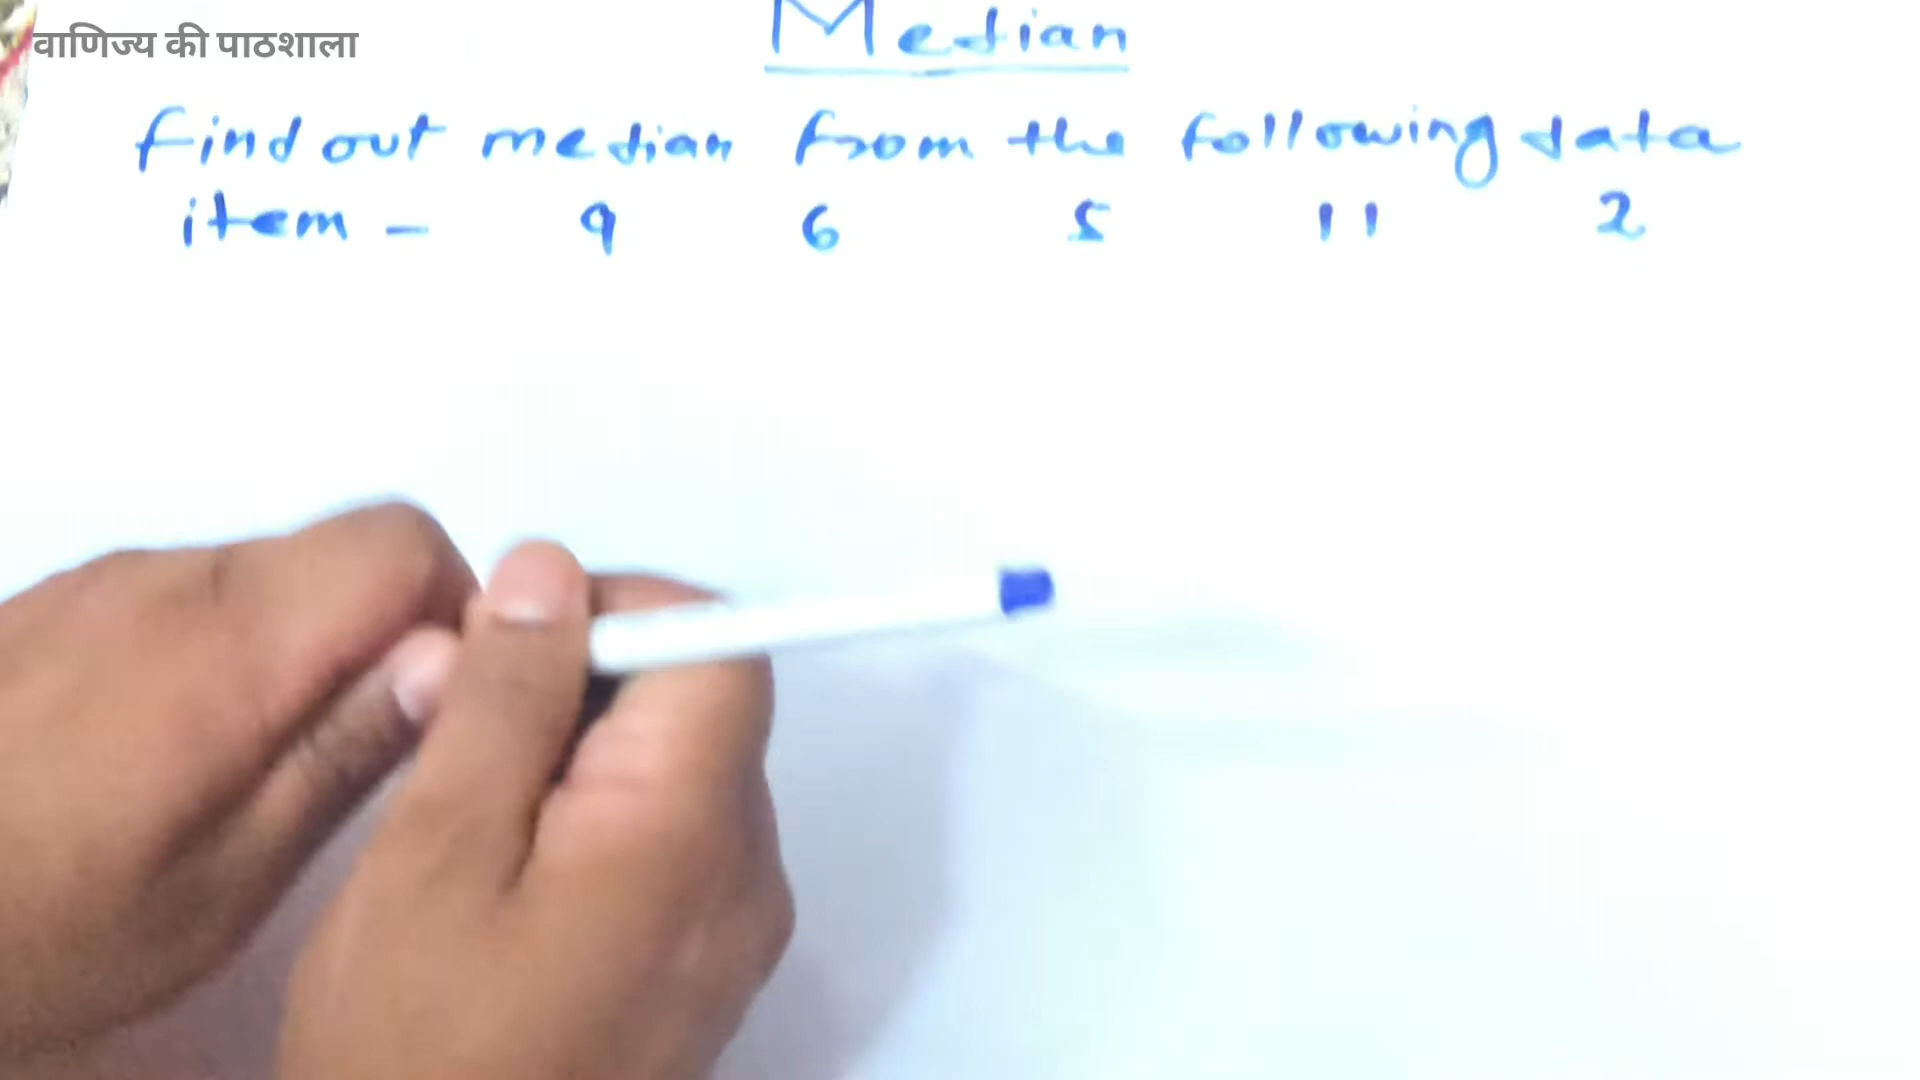 वाणिज्य की पाठशाला
Median
find out median from the following data
item - 9 6 5 11 2